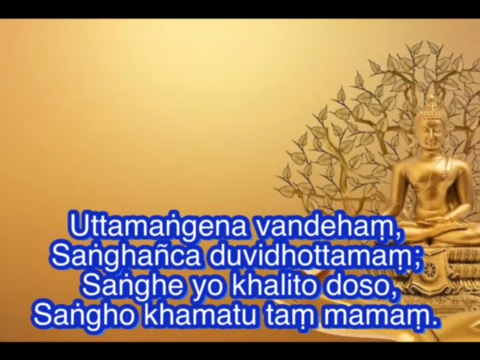 Uttamaṅgena vandehaṃ,
Saṅghañca duvidhottamaṃ;
Saṅghe yo khalito doso,
Saṅgho khamatu taṃ mamaṃ.